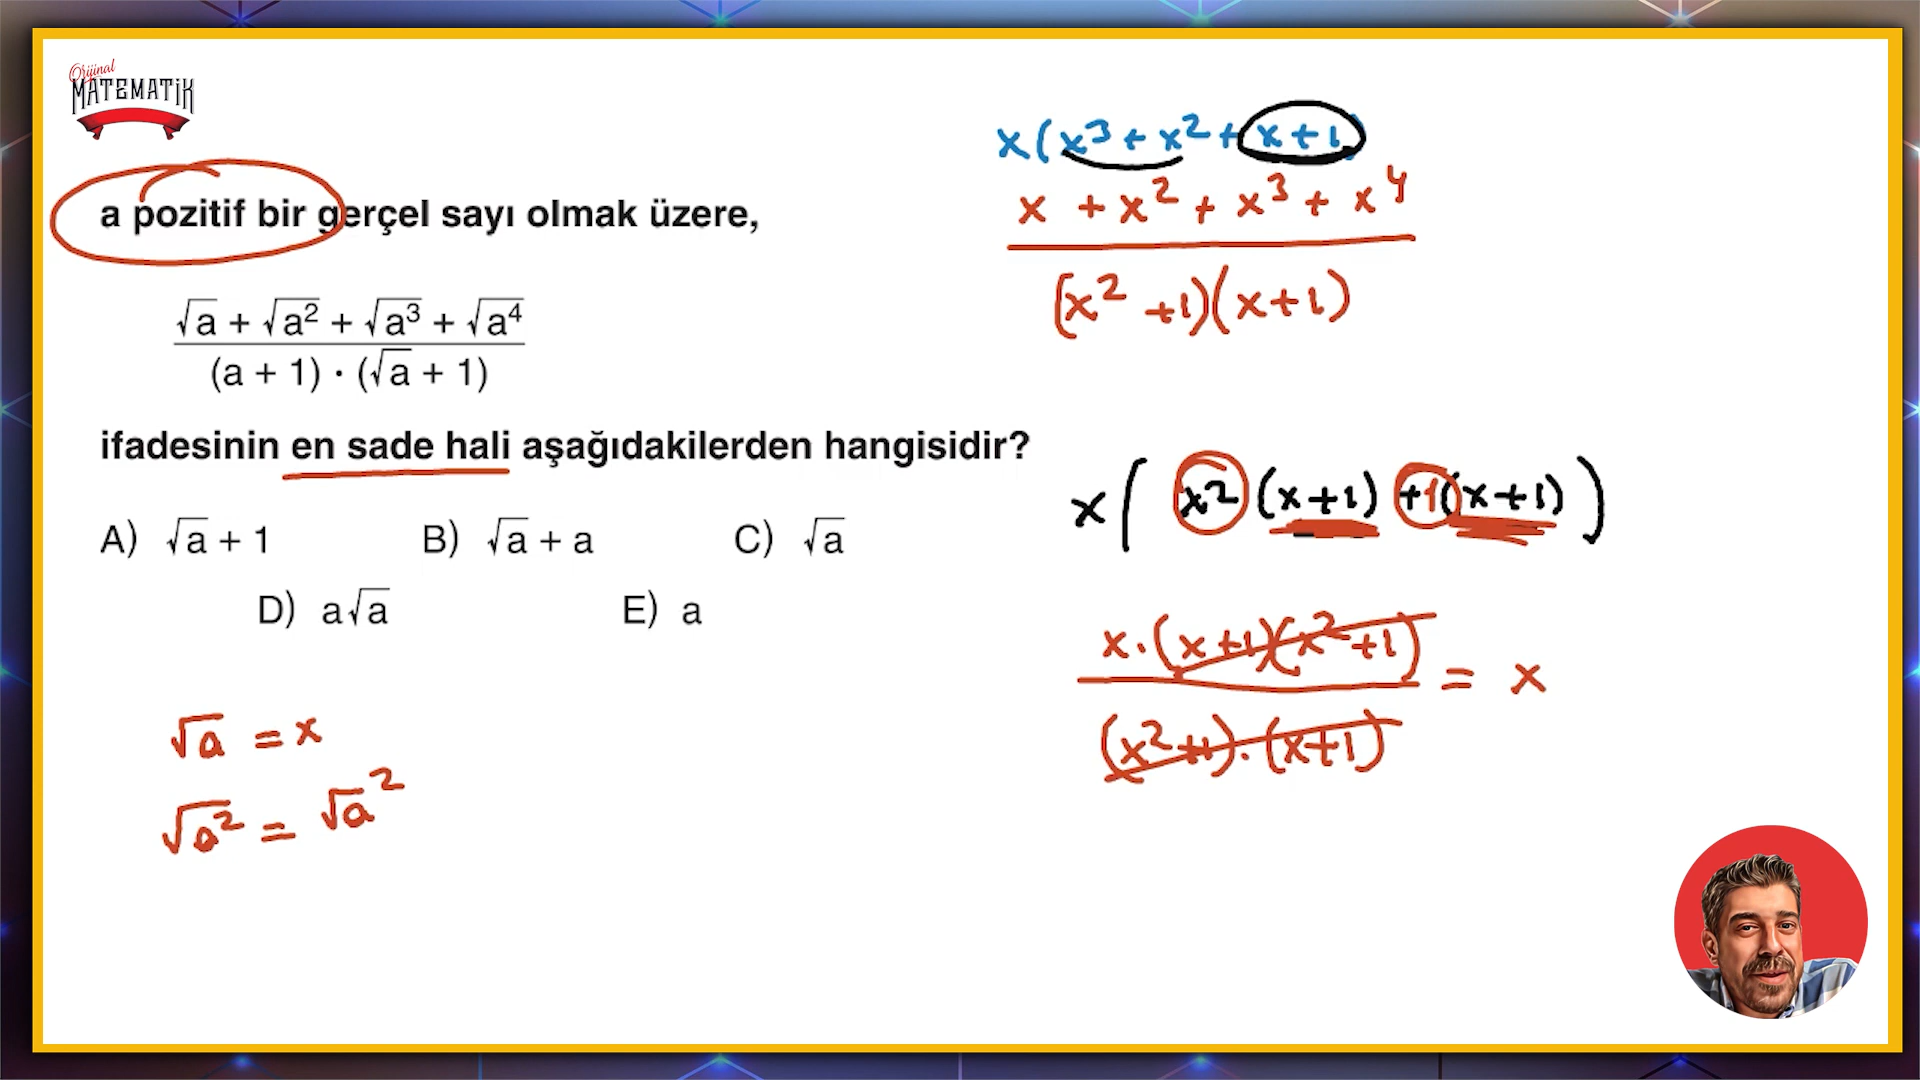 Orijinal
MATEMATİK
a pozitif bir gerçel sayı olmak üzere,
√a + √a² + √a³ + √a⁴
(a + 1) · (√a + 1)
ifadesinin en sade hali aşağıdakilerden hangisidir?
A) √a + 1 B) √a + a C) √a
D) a√a E) a
√a = x
√a² = √a²
x(x³ + x² + x + 1)
x + x² + x³ + x⁴
(x² + 1)(x + 1)
x( x² (x+1) +1(x+1) )
x·(x+1)(x²+1) = x
(x²+1)·(x+1)